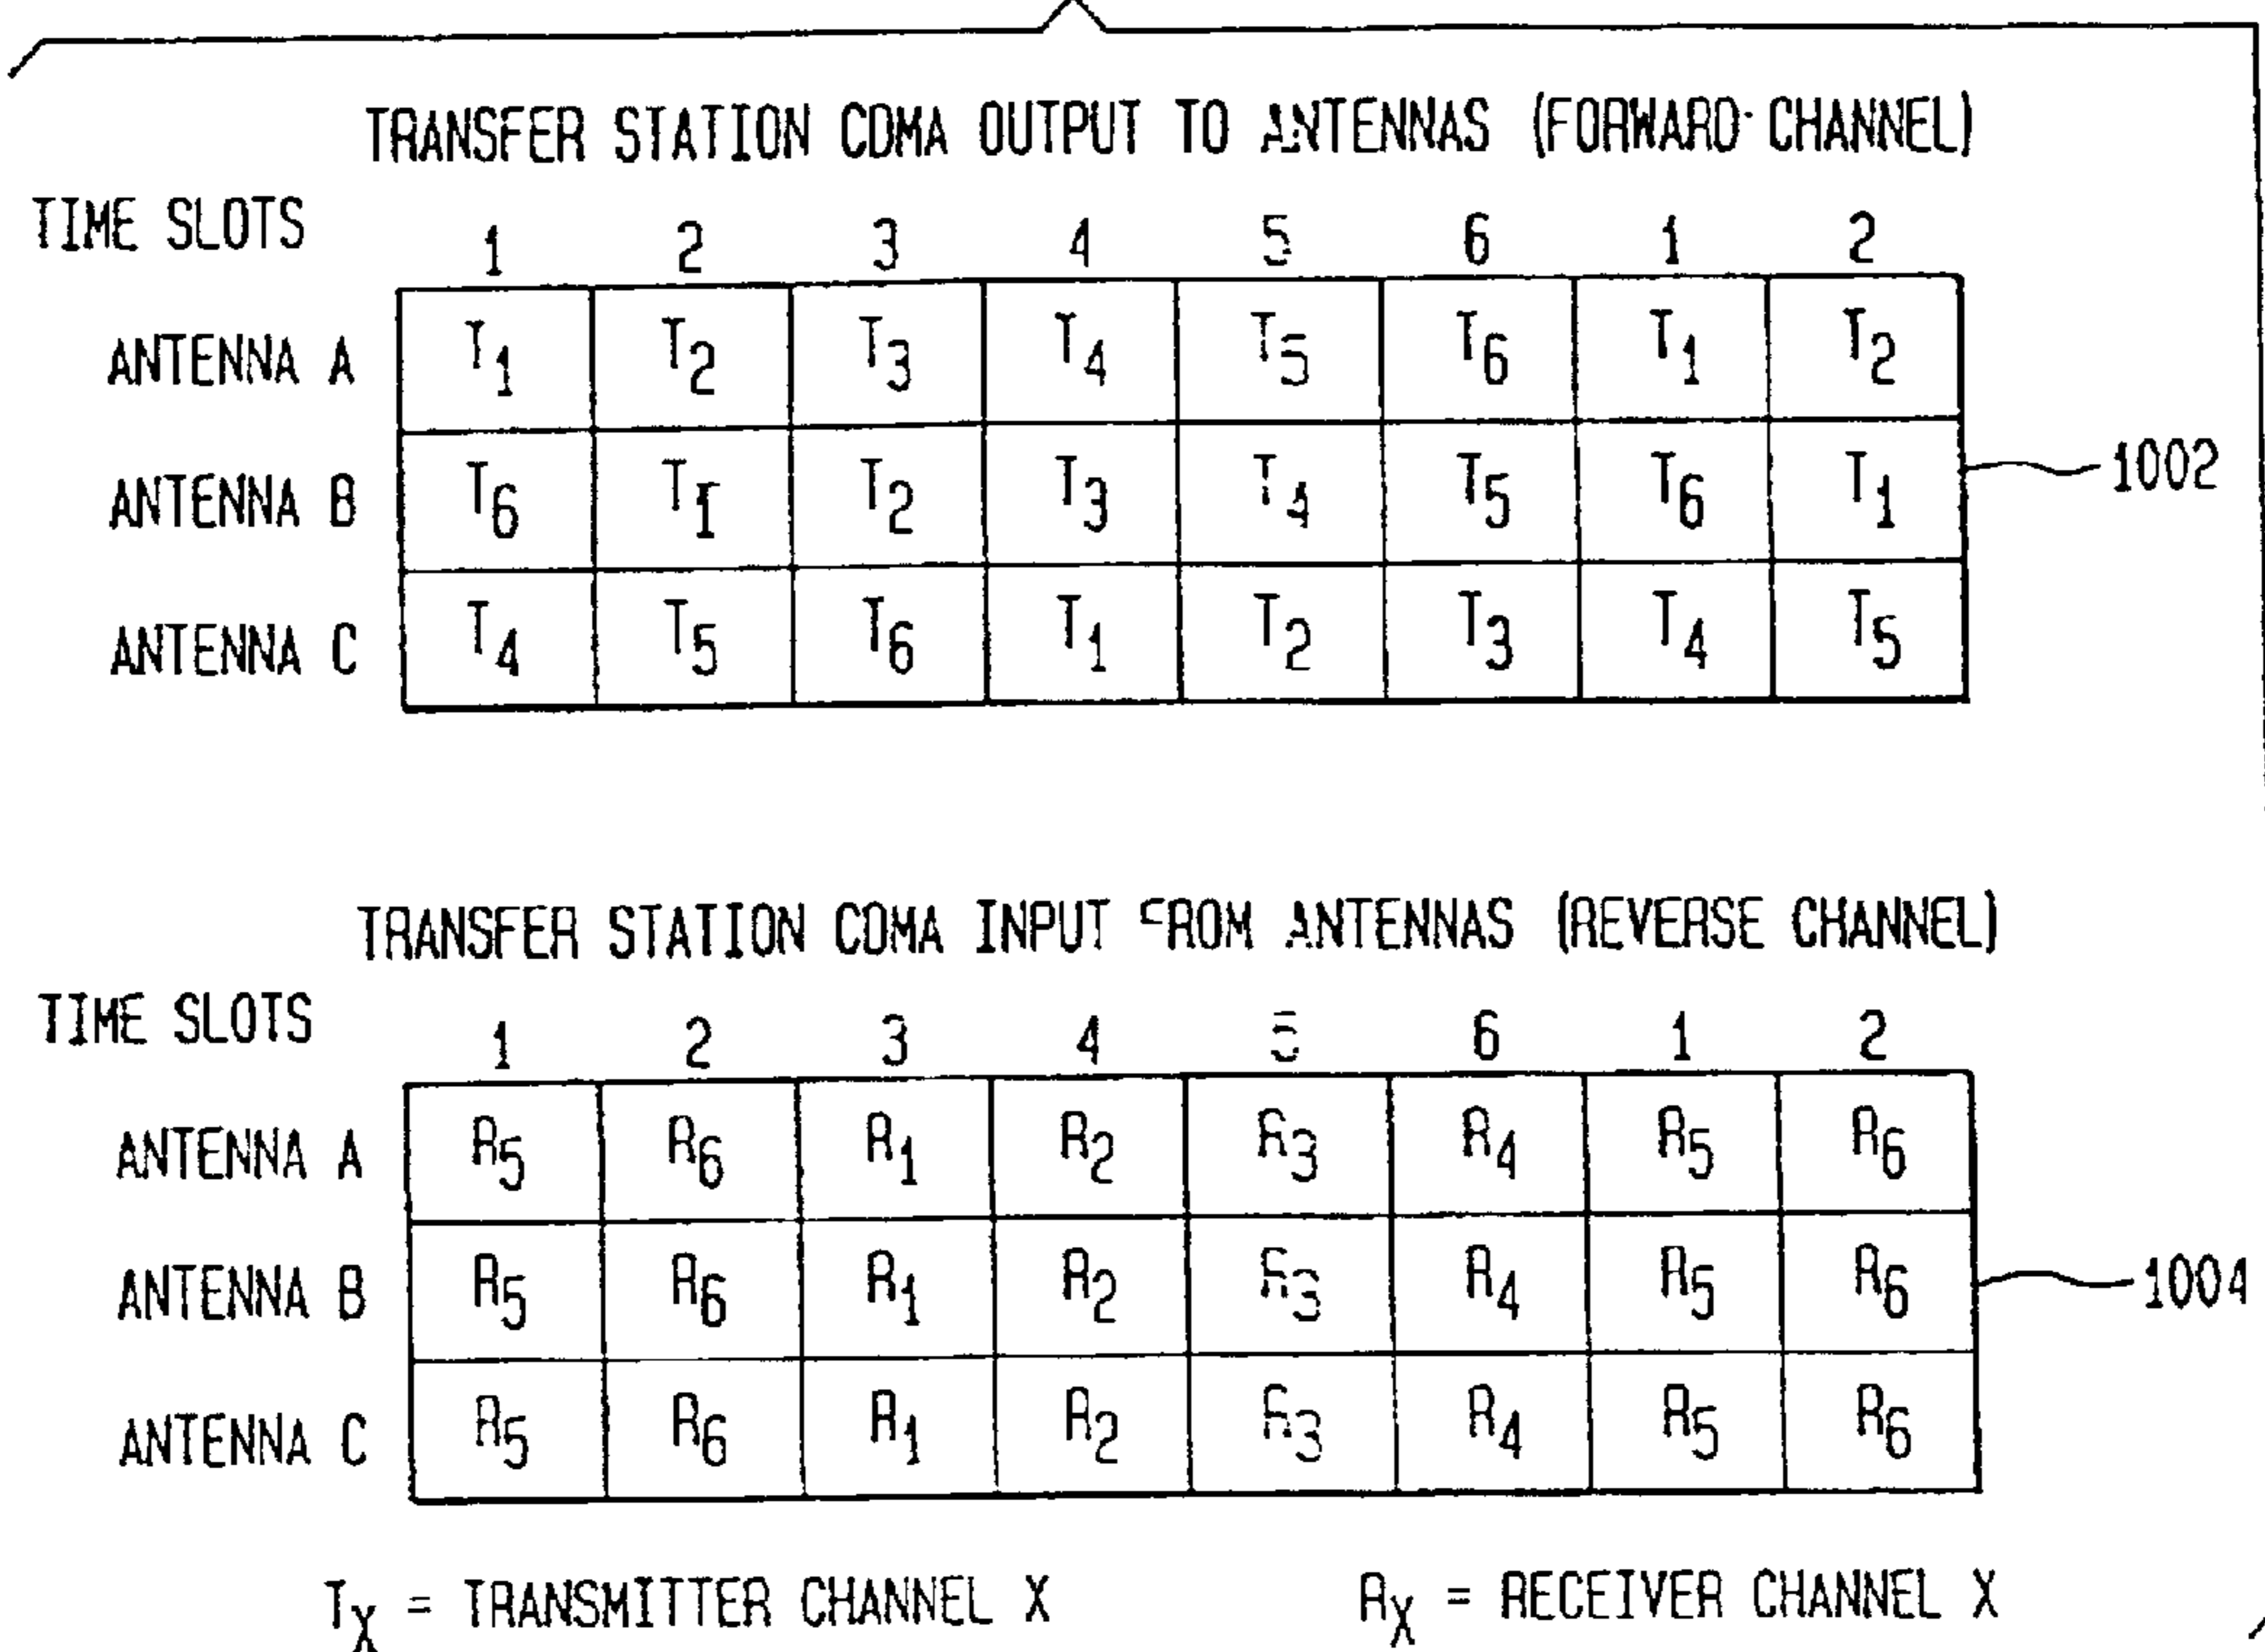 TRANSFER STATION CDMA OUTPUT TO ANTENNAS (FORWARD CHANNEL)
TIME SLOTS 1 2 3 4 5 6 1 2
ANTENNA A T1 T2 T3 T4 T5 T6 T1 T2
ANTENNA B T6 T1 T2 T3 T4 T5 T6 T1
1002
ANTENNA C T4 T5 T6 T1 T2 T3 T4 T5
TRANSFER STATION CDMA INPUT FROM ANTENNAS (REVERSE CHANNEL)
TIME SLOTS 1 2 3 4 5 6 1 2
ANTENNA A R5 R6 R1 R2 R3 R4 R5 R6
ANTENNA B R5 R6 R1 R2 R3 R4 R5 R6
1004
ANTENNA C R5 R6 R1 R2 R3 R4 R5 R6
TX = TRANSMITTER CHANNEL X RX = RECEIVER CHANNEL X